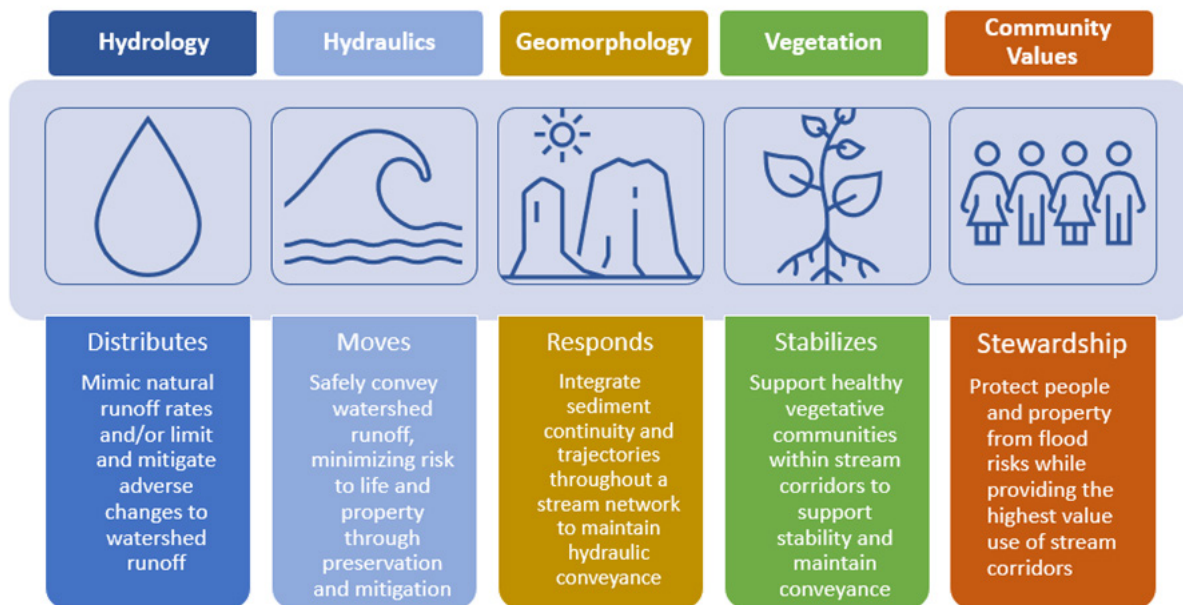 Hydrology
Hydraulics
Geomorphology
Vegetation
Community
Values
Distributes
Mimic natural
runoff rates
and/or limit
and mitigate
adverse
changes to
watershed
runoff
Moves
Safely convey
watershed
runoff,
minimizing risk
to life and
property
through
preservation
and mitigation
Responds
Integrate
sediment
continuity and
trajectories
throughout a
stream network
to maintain
hydraulic
conveyance
Stabilizes
Support healthy
vegetative
communities
within stream
corridors to
support
stability and
maintain
conveyance
Stewardship
Protect people
and property
from flood
risks while
providing the
highest value
use of stream
corridors